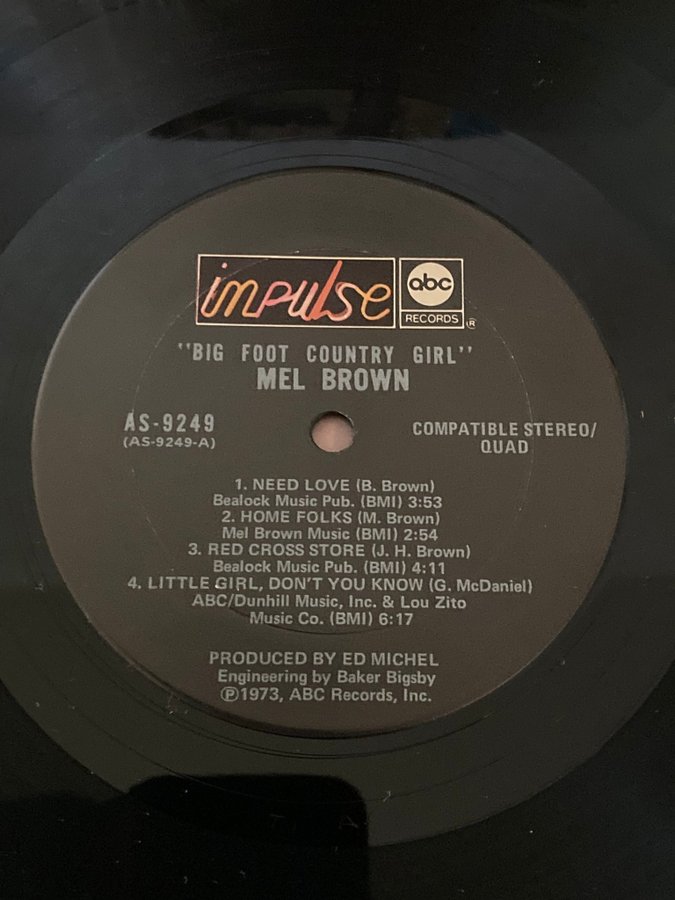 impulse
abc
RECORDS ®
"BIG FOOT COUNTRY GIRL"
MEL BROWN
AS-9249
(AS-9249-A)
COMPATIBLE STEREO/
QUAD
1. NEED LOVE (B. Brown)
Bealock Music Pub. (BMI) 3:53
2. HOME FOLKS (M. Brown)
Mel Brown Music (BMI) 2:54
3. RED CROSS STORE (J. H. Brown)
Bealock Music Pub. (BMI) 4:11
4. LITTLE GIRL, DON'T YOU KNOW (G. McDaniel)
ABC/Dunhill Music, Inc. & Lou Zito
Music Co. (BMI) 6:17
PRODUCED BY ED MICHEL
Engineering by Baker Bigsby
℗1973, ABC Records, Inc.